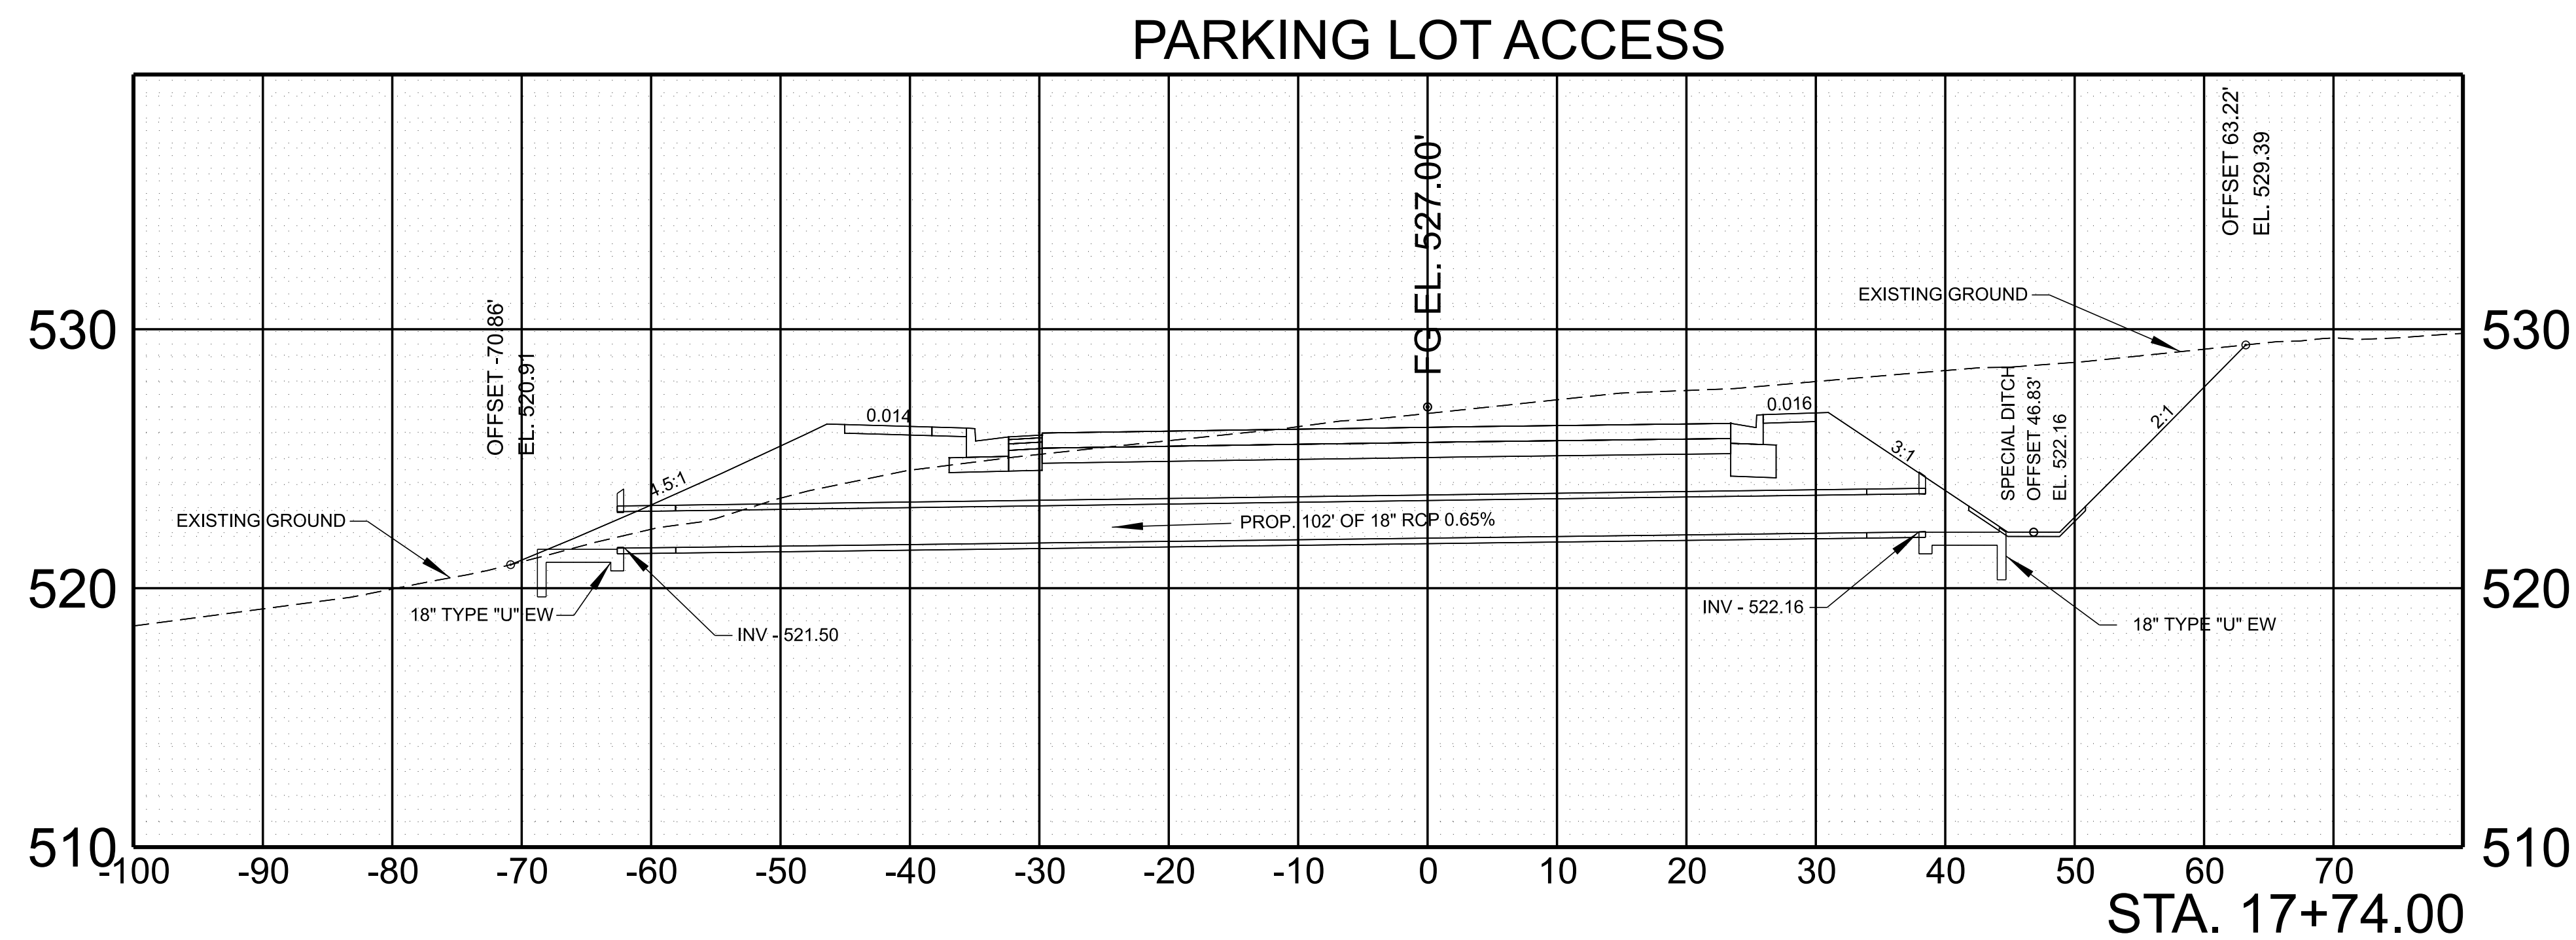 PARKING LOT ACCESS
OFFSET 63.22'
EL. 529.39
FG EL. 527.00'
OFFSET -70.86'
EL. 520.91
EXISTING GROUND
530
530
0.014
0.016
SPECIAL DITCH
OFFSET 46.83'
EL. 522.16
2:1
3:1
4.5:1
EXISTING GROUND
PROP. 102' OF 18" RCP 0.65%
520
520
18" TYPE "U" EW
INV - 521.50
INV - 522.16
18" TYPE "U" EW
510
510
-100 -90 -80 -70 -60 -50 -40 -30 -20 -10 0 10 20 30 40 50 60 70
STA. 17+74.00